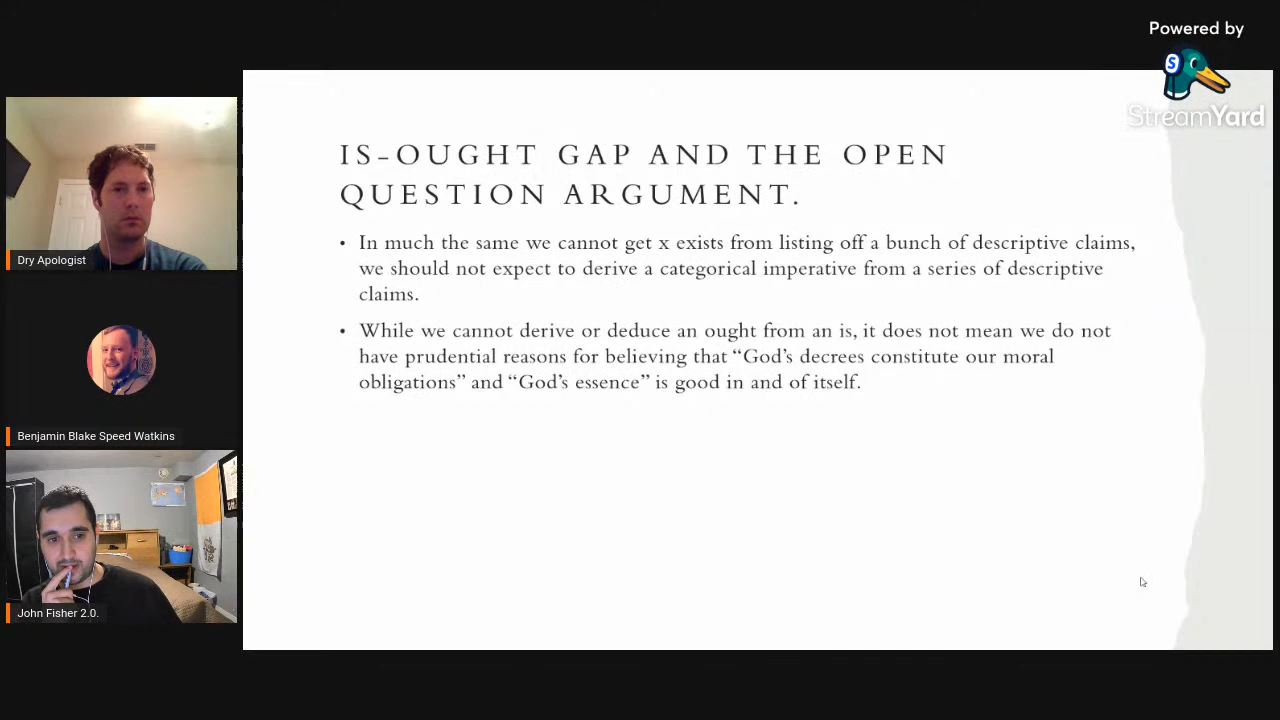 Powered by
S
StreamYard
IS-OUGHT GAP AND THE OPEN
QUESTION ARGUMENT.
• In much the same we cannot get x exists from listing off a bunch of descriptive claims,
we should not expect to derive a categorical imperative from a series of descriptive
claims.
• While we cannot derive or deduce an ought from an is, it does not mean we do not
have prudential reasons for believing that “God’s decrees constitute our moral
obligations” and “God’s essence” is good in and of itself.
Dry Apologist
Benjamin Blake Speed Watkins
John Fisher 2.0.